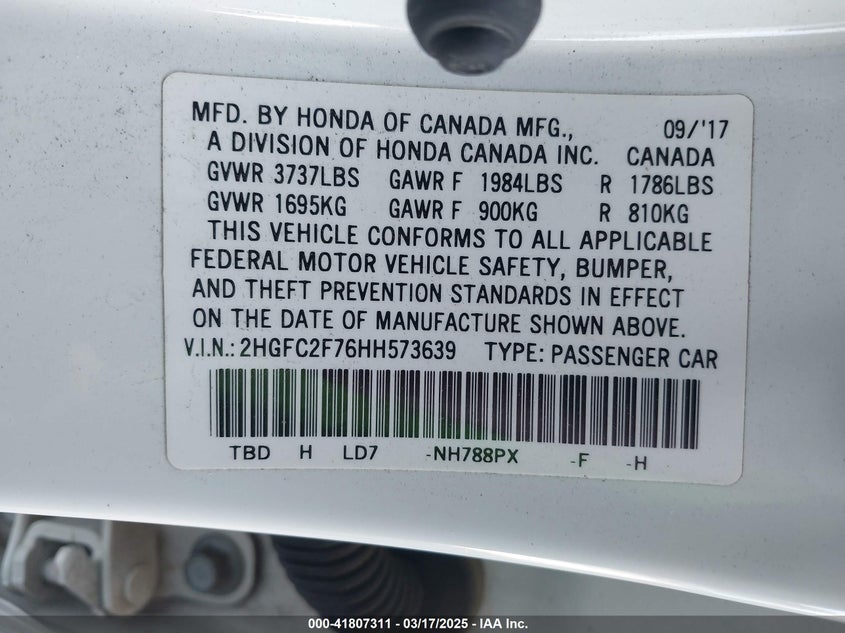 MFD. BY HONDA OF CANADA MFG., 09/'17
A DIVISION OF HONDA CANADA INC. CANADA
GVWR 3737LBS GAWR F 1984LBS R 1786LBS
GVWR 1695KG GAWR F 900KG R 810KG
THIS VEHICLE CONFORMS TO ALL APPLICABLE
FEDERAL MOTOR VEHICLE SAFETY, BUMPER,
AND THEFT PREVENTION STANDARDS IN EFFECT
ON THE DATE OF MANUFACTURE SHOWN ABOVE.
V.I.N.: 2HGFC2F76HH573639 TYPE: PASSENGER CAR
TBD H LD7 -NH788PX -F -H
000-41807311 - 03/17/2025 - IAA Inc.